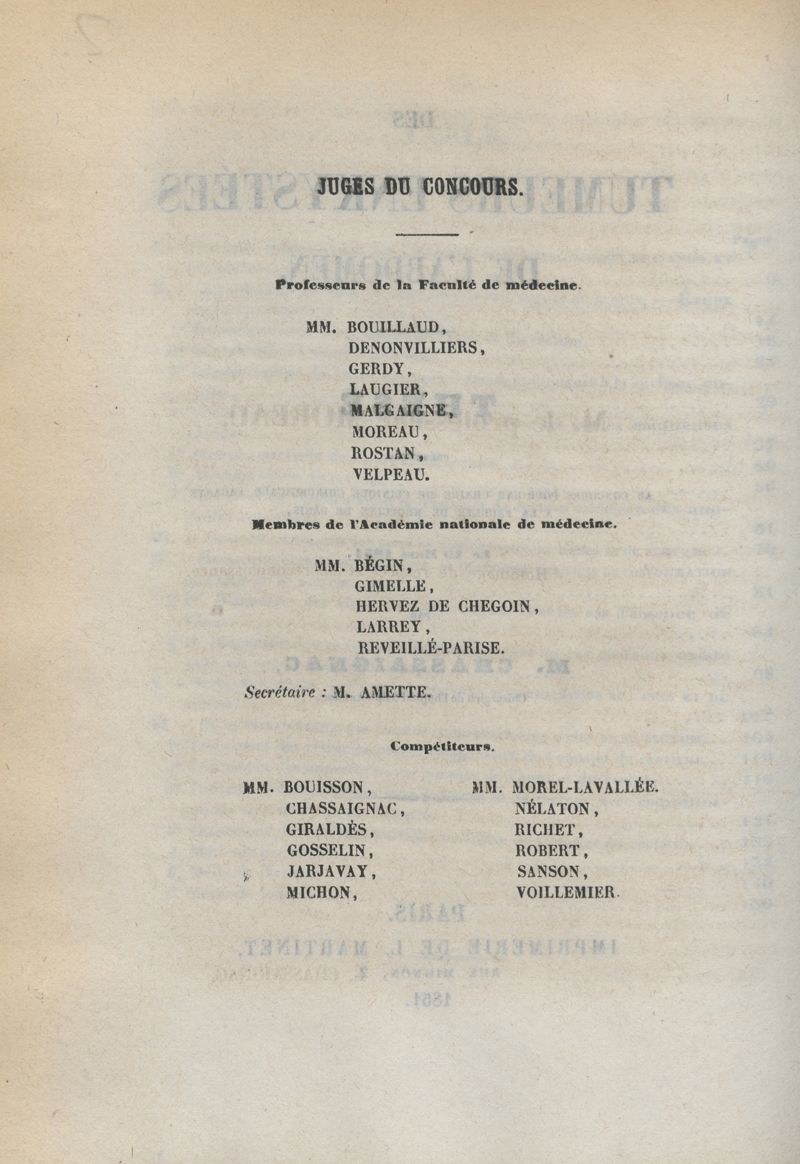 JUGES DU CONCOURS.
Professeurs de la Faculté de médecine.
MM. BOUILLAUD,
DENONVILLIERS,
GERDY,
LAUGIER,
MALGAIGNE,
MOREAU,
ROSTAN,
VELPEAU.
Membres de l'Académie nationale de médecine.
MM. BÉGIN,
GIMELLE,
HERVEZ DE CHEGOIN,
LARREY,
REVEILLÉ-PARISE.
Secrétaire : M. AMETTE.
Compétiteurs.
MM. BOUISSON,
CHASSAIGNAC,
GIRALDÈS,
GOSSELIN,
JARJAVAY,
MICHON,
MM. MOREL-LAVALLÉE.
NÉLATON,
RICHET,
ROBERT,
SANSON,
VOILLEMIER.